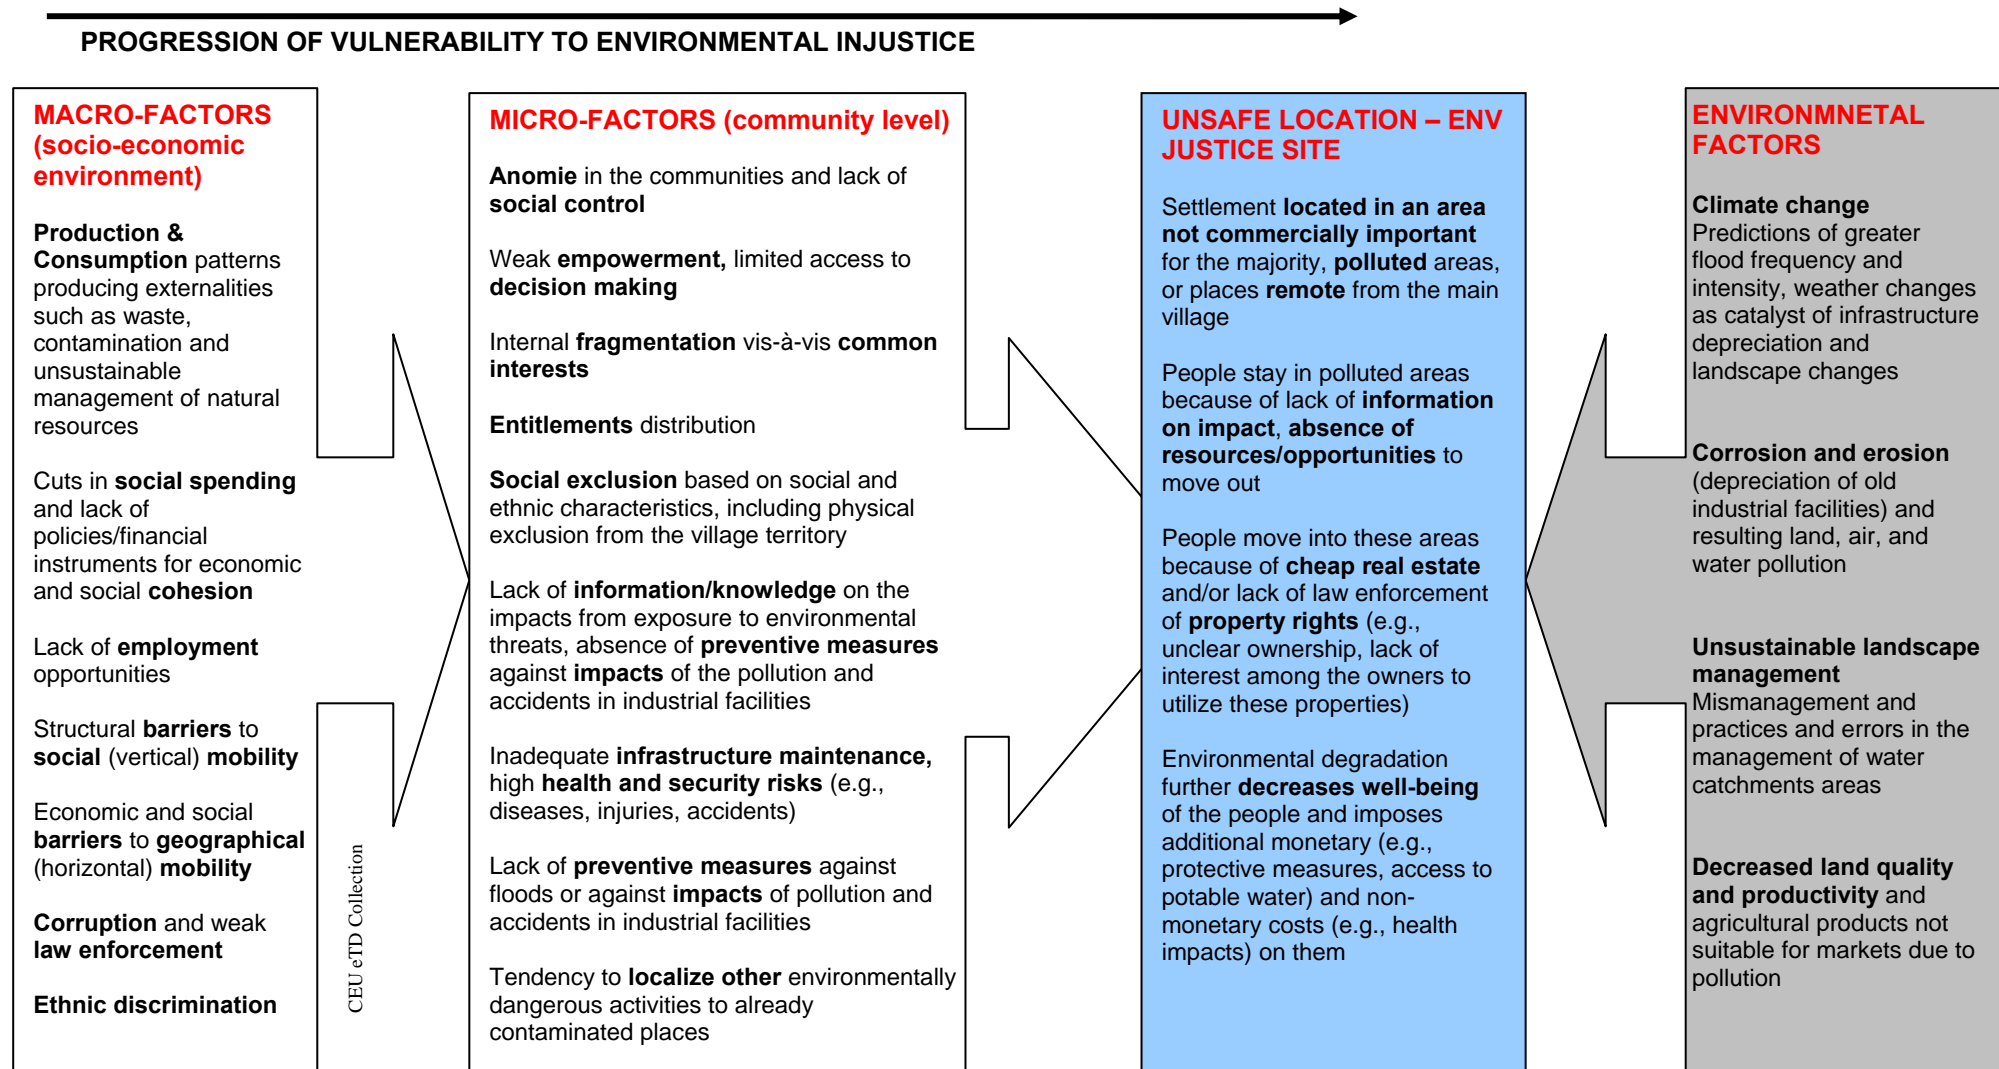 PROGRESSION OF VULNERABILITY TO ENVIRONMENTAL INJUSTICE
MACRO-FACTORS
(socio-economic
environment)
Production &
Consumption patterns
producing externalities
such as waste,
contamination and
unsustainable
management of natural
resources
Cuts in social spending
and lack of
policies/financial
instruments for economic
and social cohesion
Lack of employment
opportunities
Structural barriers to
social (vertical) mobility
Economic and social
barriers to geographical
(horizontal) mobility
Corruption and weak
law enforcement
Ethnic discrimination
CEU eTD Collection
MICRO-FACTORS (community level)
Anomie in the communities and lack of
social control
Weak empowerment, limited access to
decision making
Internal fragmentation vis-à-vis common
interests
Entitlements distribution
Social exclusion based on social and
ethnic characteristics, including physical
exclusion from the village territory
Lack of information/knowledge on the
impacts from exposure to environmental
threats, absence of preventive measures
against impacts of the pollution and
accidents in industrial facilities
Inadequate infrastructure maintenance,
high health and security risks (e.g.,
diseases, injuries, accidents)
Lack of preventive measures against
floods or against impacts of pollution and
accidents in industrial facilities
Tendency to localize other environmentally
dangerous activities to already
contaminated places
UNSAFE LOCATION – ENV
JUSTICE SITE
Settlement located in an area
not commercially important
for the majority, polluted areas,
or places remote from the main
village
People stay in polluted areas
because of lack of information
on impact, absence of
resources/opportunities to
move out
People move into these areas
because of cheap real estate
and/or lack of law enforcement
of property rights (e.g.,
unclear ownership, lack of
interest among the owners to
utilize these properties)
Environmental degradation
further decreases well-being
of the people and imposes
additional monetary (e.g.,
protective measures, access to
potable water) and non-
monetary costs (e.g., health
impacts) on them
ENVIRONMNETAL
FACTORS
Climate change
Predictions of greater
flood frequency and
intensity, weather changes
as catalyst of infrastructure
depreciation and
landscape changes
Corrosion and erosion
(depreciation of old
industrial facilities) and
resulting land, air, and
water pollution
Unsustainable landscape
management
Mismanagement and
practices and errors in the
management of water
catchments areas
Decreased land quality
and productivity and
agricultural products not
suitable for markets due to
pollution